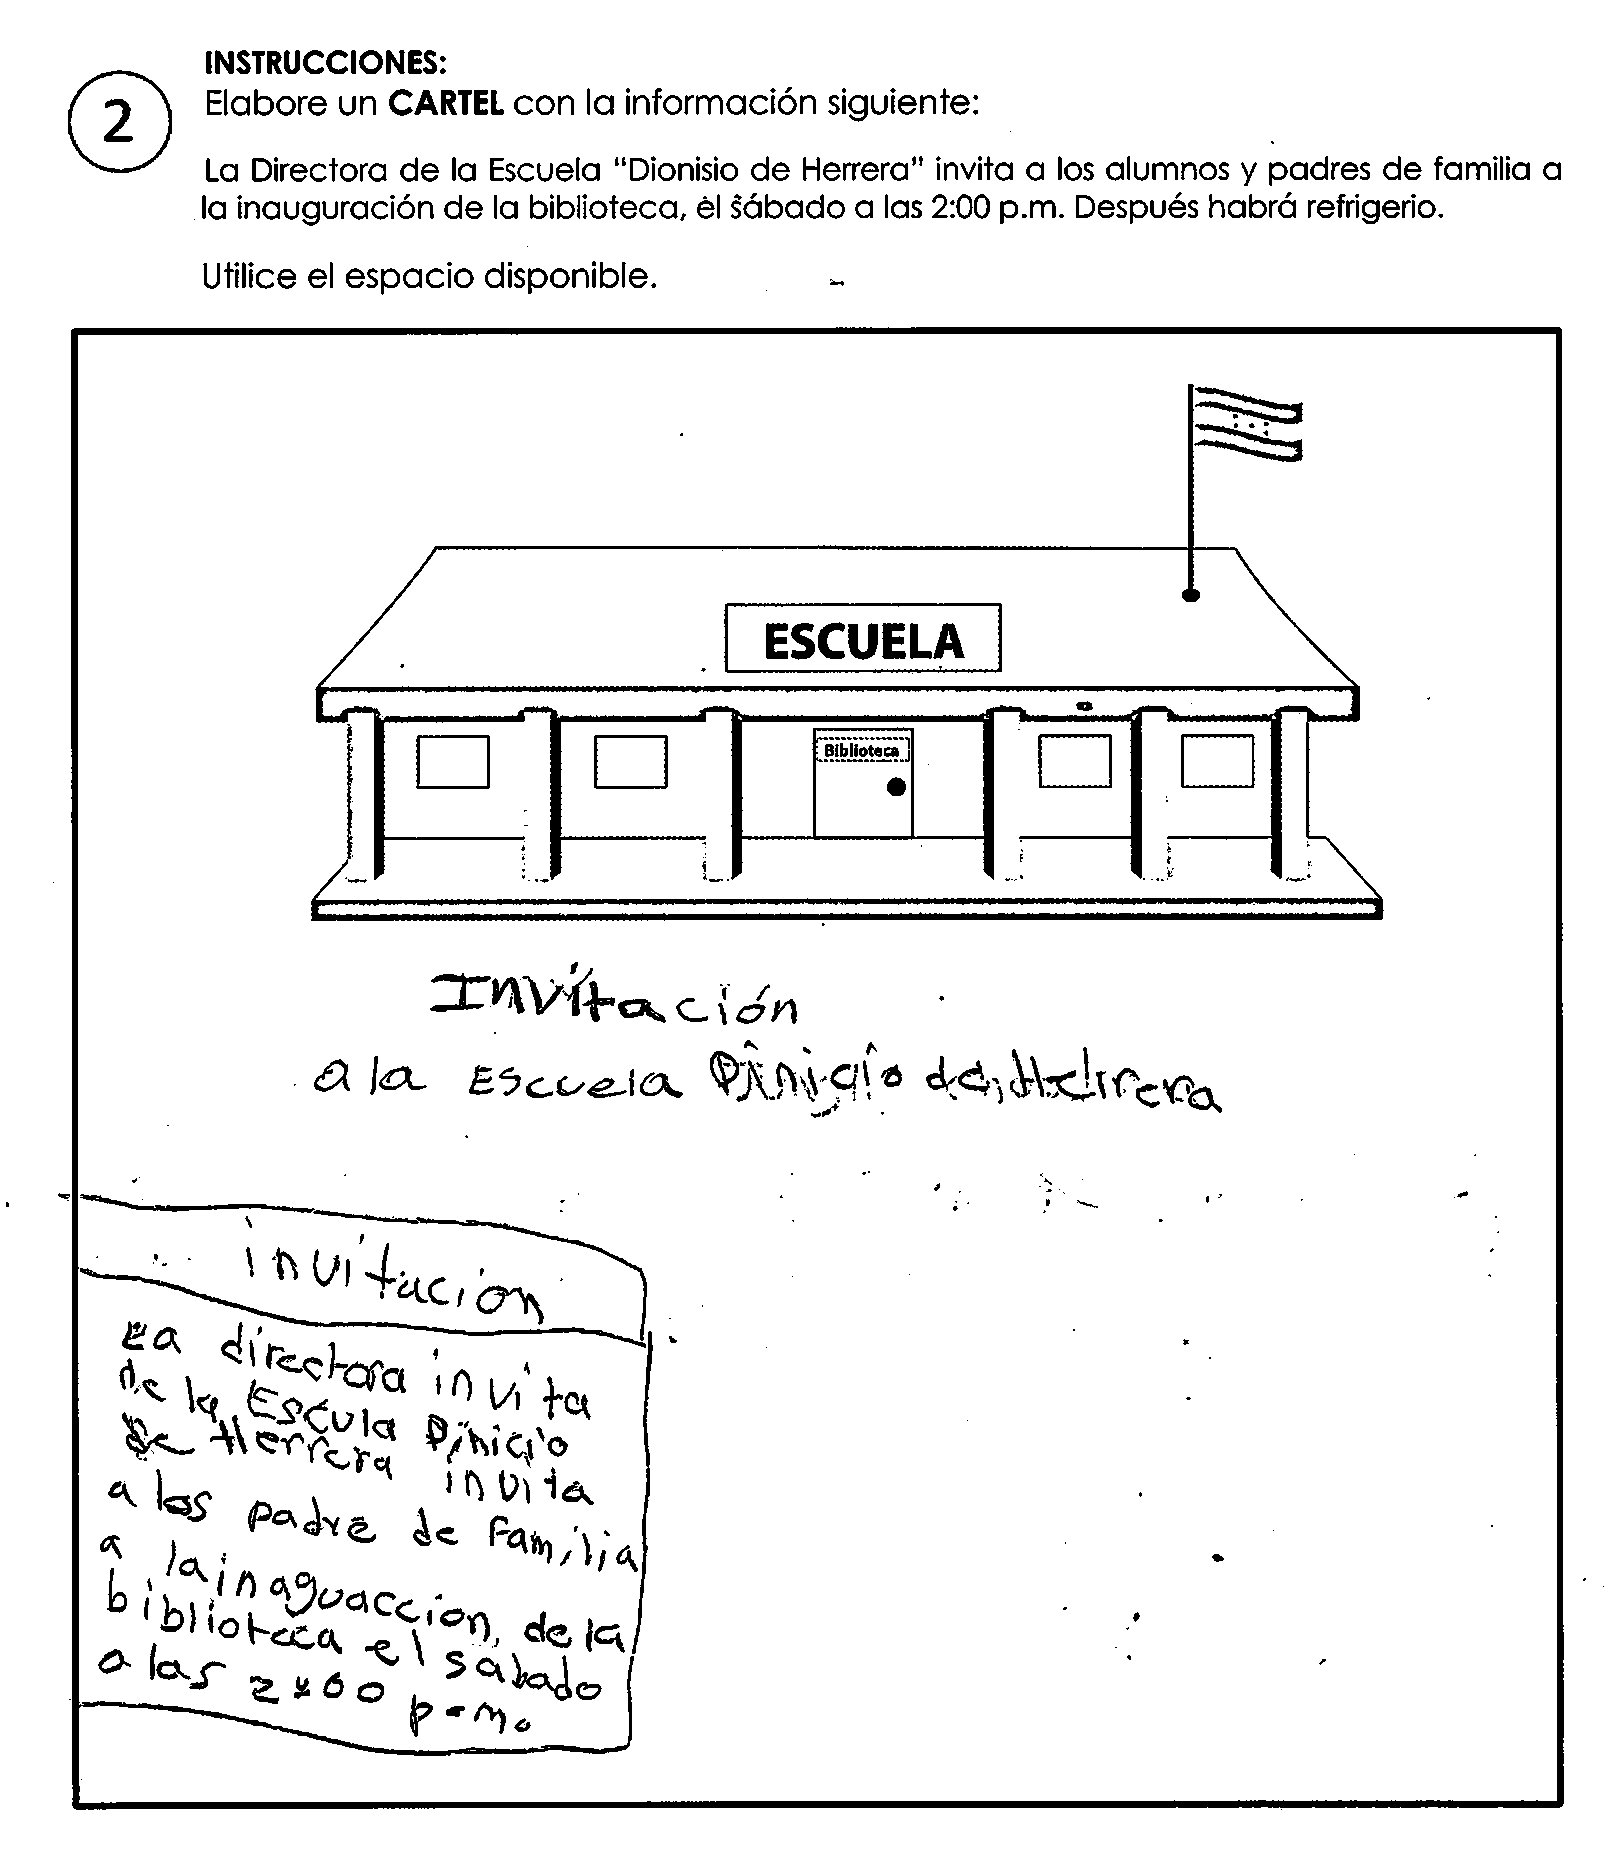 INSTRUCCIONES:
2
Elabore un CARTEL con la información siguiente:
La Directora de la Escuela "Dionisio de Herrera" invita a los alumnos y padres de familia a
la inauguración de la biblioteca, el sábado a las 2:00 p.m. Después habrá refrigerio.
Utilice el espacio disponible.
ESCUELA
Biblioteca
Invitación
a la Escuela Dinicio de Herrera
invitacion
La directora invita
de la Escula Dinicio
de Herrera invita
a los padre de familia
a la inaguaccion de la
biblioteca el sabado
a las 2:00 p.m.